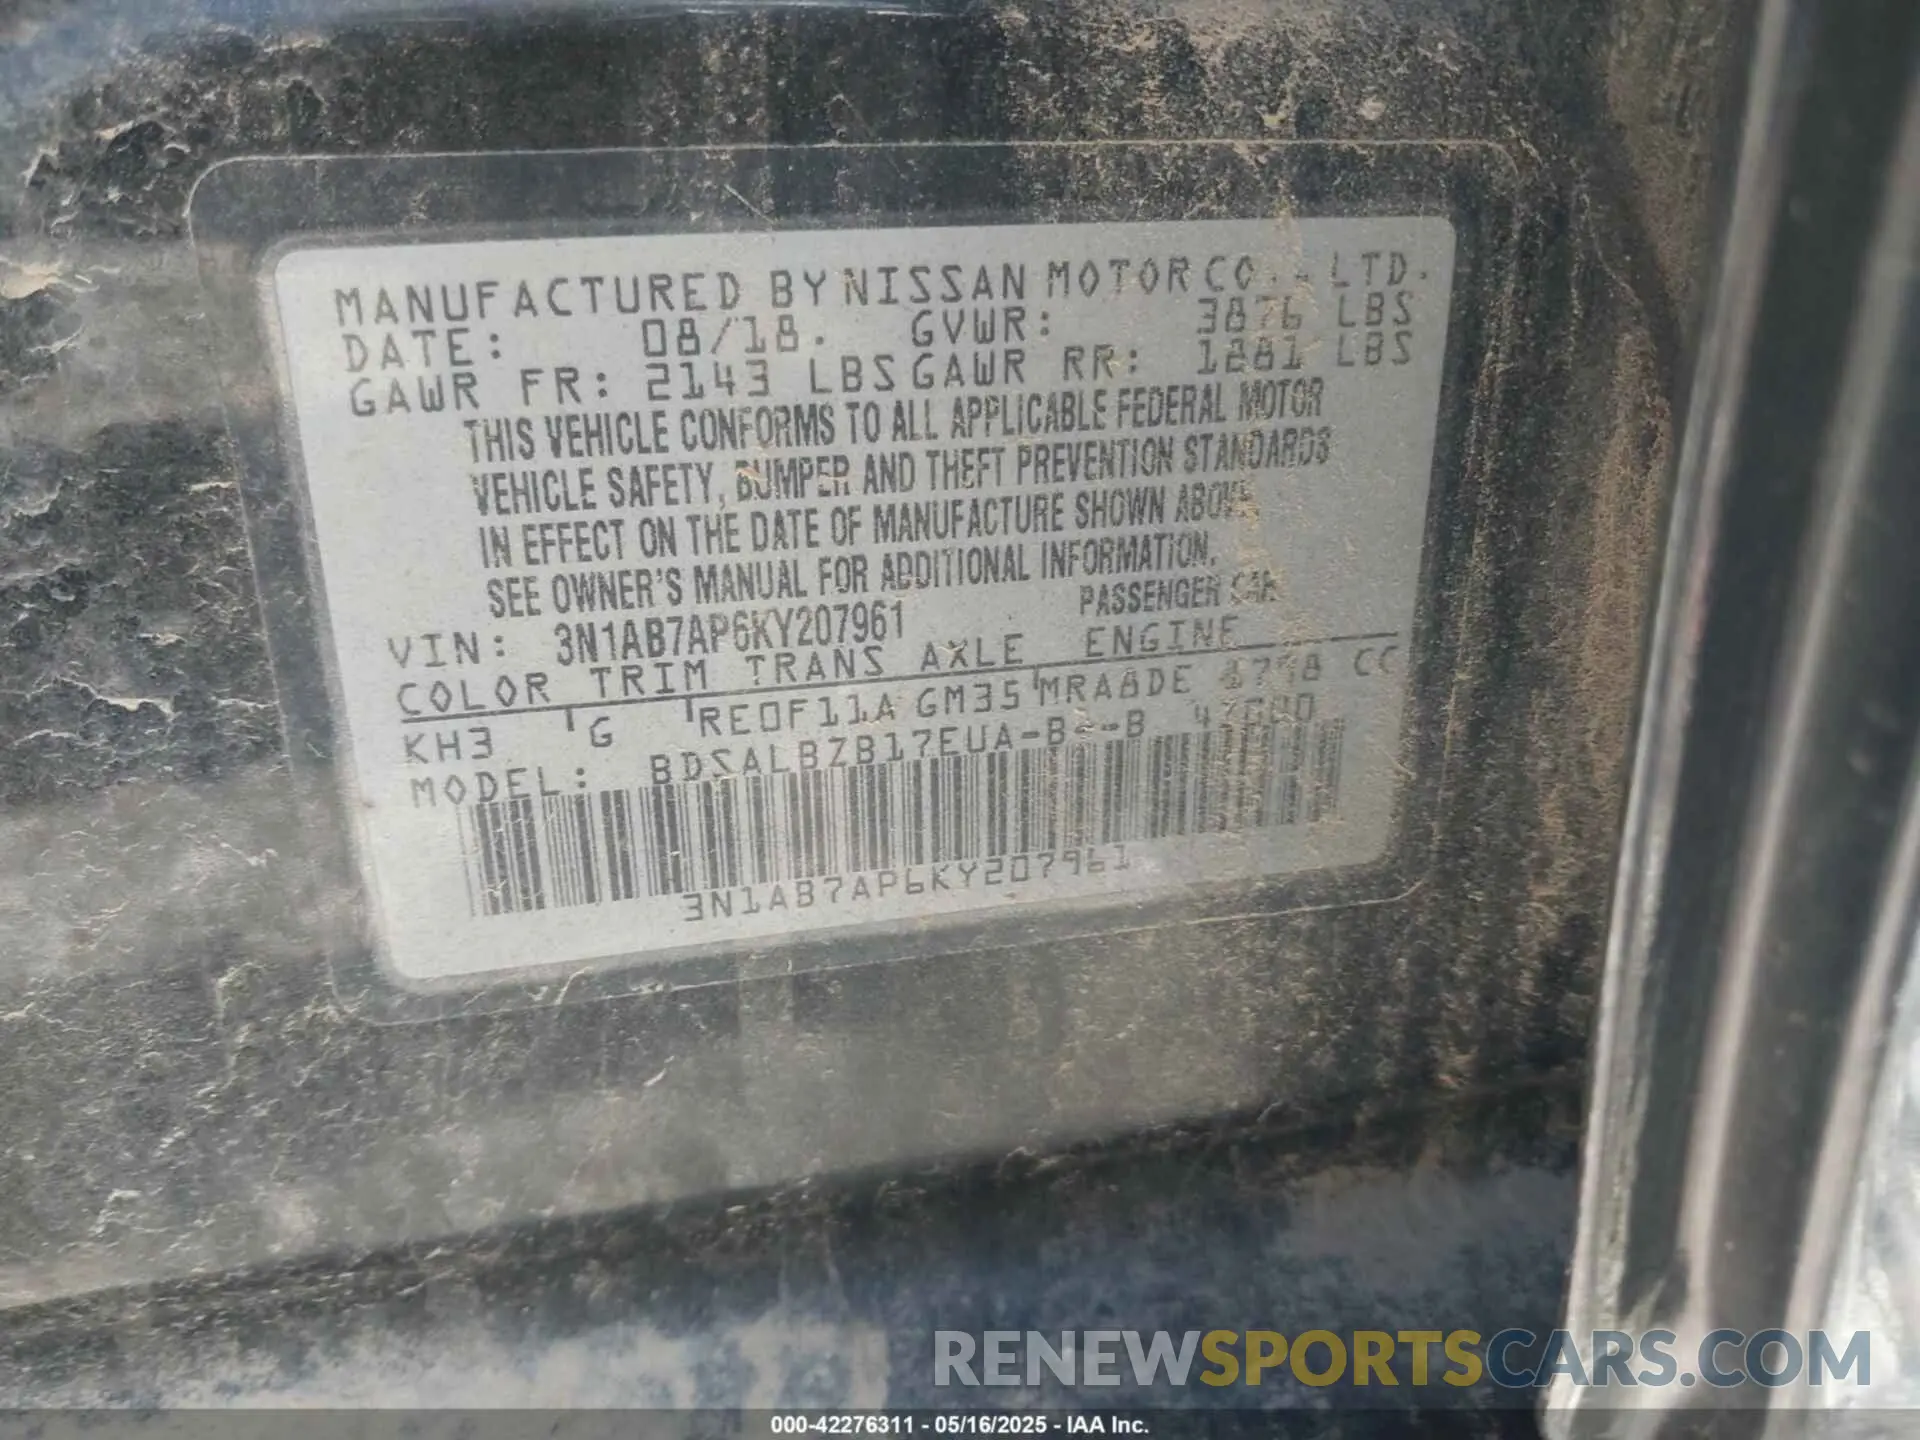 MANUFACTURED BY NISSAN MOTOR CO., LTD.
DATE: 08/18. GVWR: 3876 LBS
GAWR FR: 2143 LBS GAWR RR: LBS
THIS VEHICLE CONFORMS TO ALL APPLICABLE FEDERAL MOTOR
VEHICLE SAFETY, BUMPER AND THEFT PREVENTION STANDARDS
IN EFFECT ON THE DATE OF MANUFACTURE SHOWN ABOVE
SEE OWNER'S MANUAL FOR ADDITIONAL INFORMATION.
VIN: 3N1AB7AP6KY207961 PASSENGER CAR
COLOR TRIM TRANS AXLE ENGINE
KH3 G RE0F11A GM35 MRA8DE CC
MODEL:
3N1AB7AP6KY207961
RENEWSPORTSCARS.COM
000-42276311 - 05/16/2025 - IAA Inc.